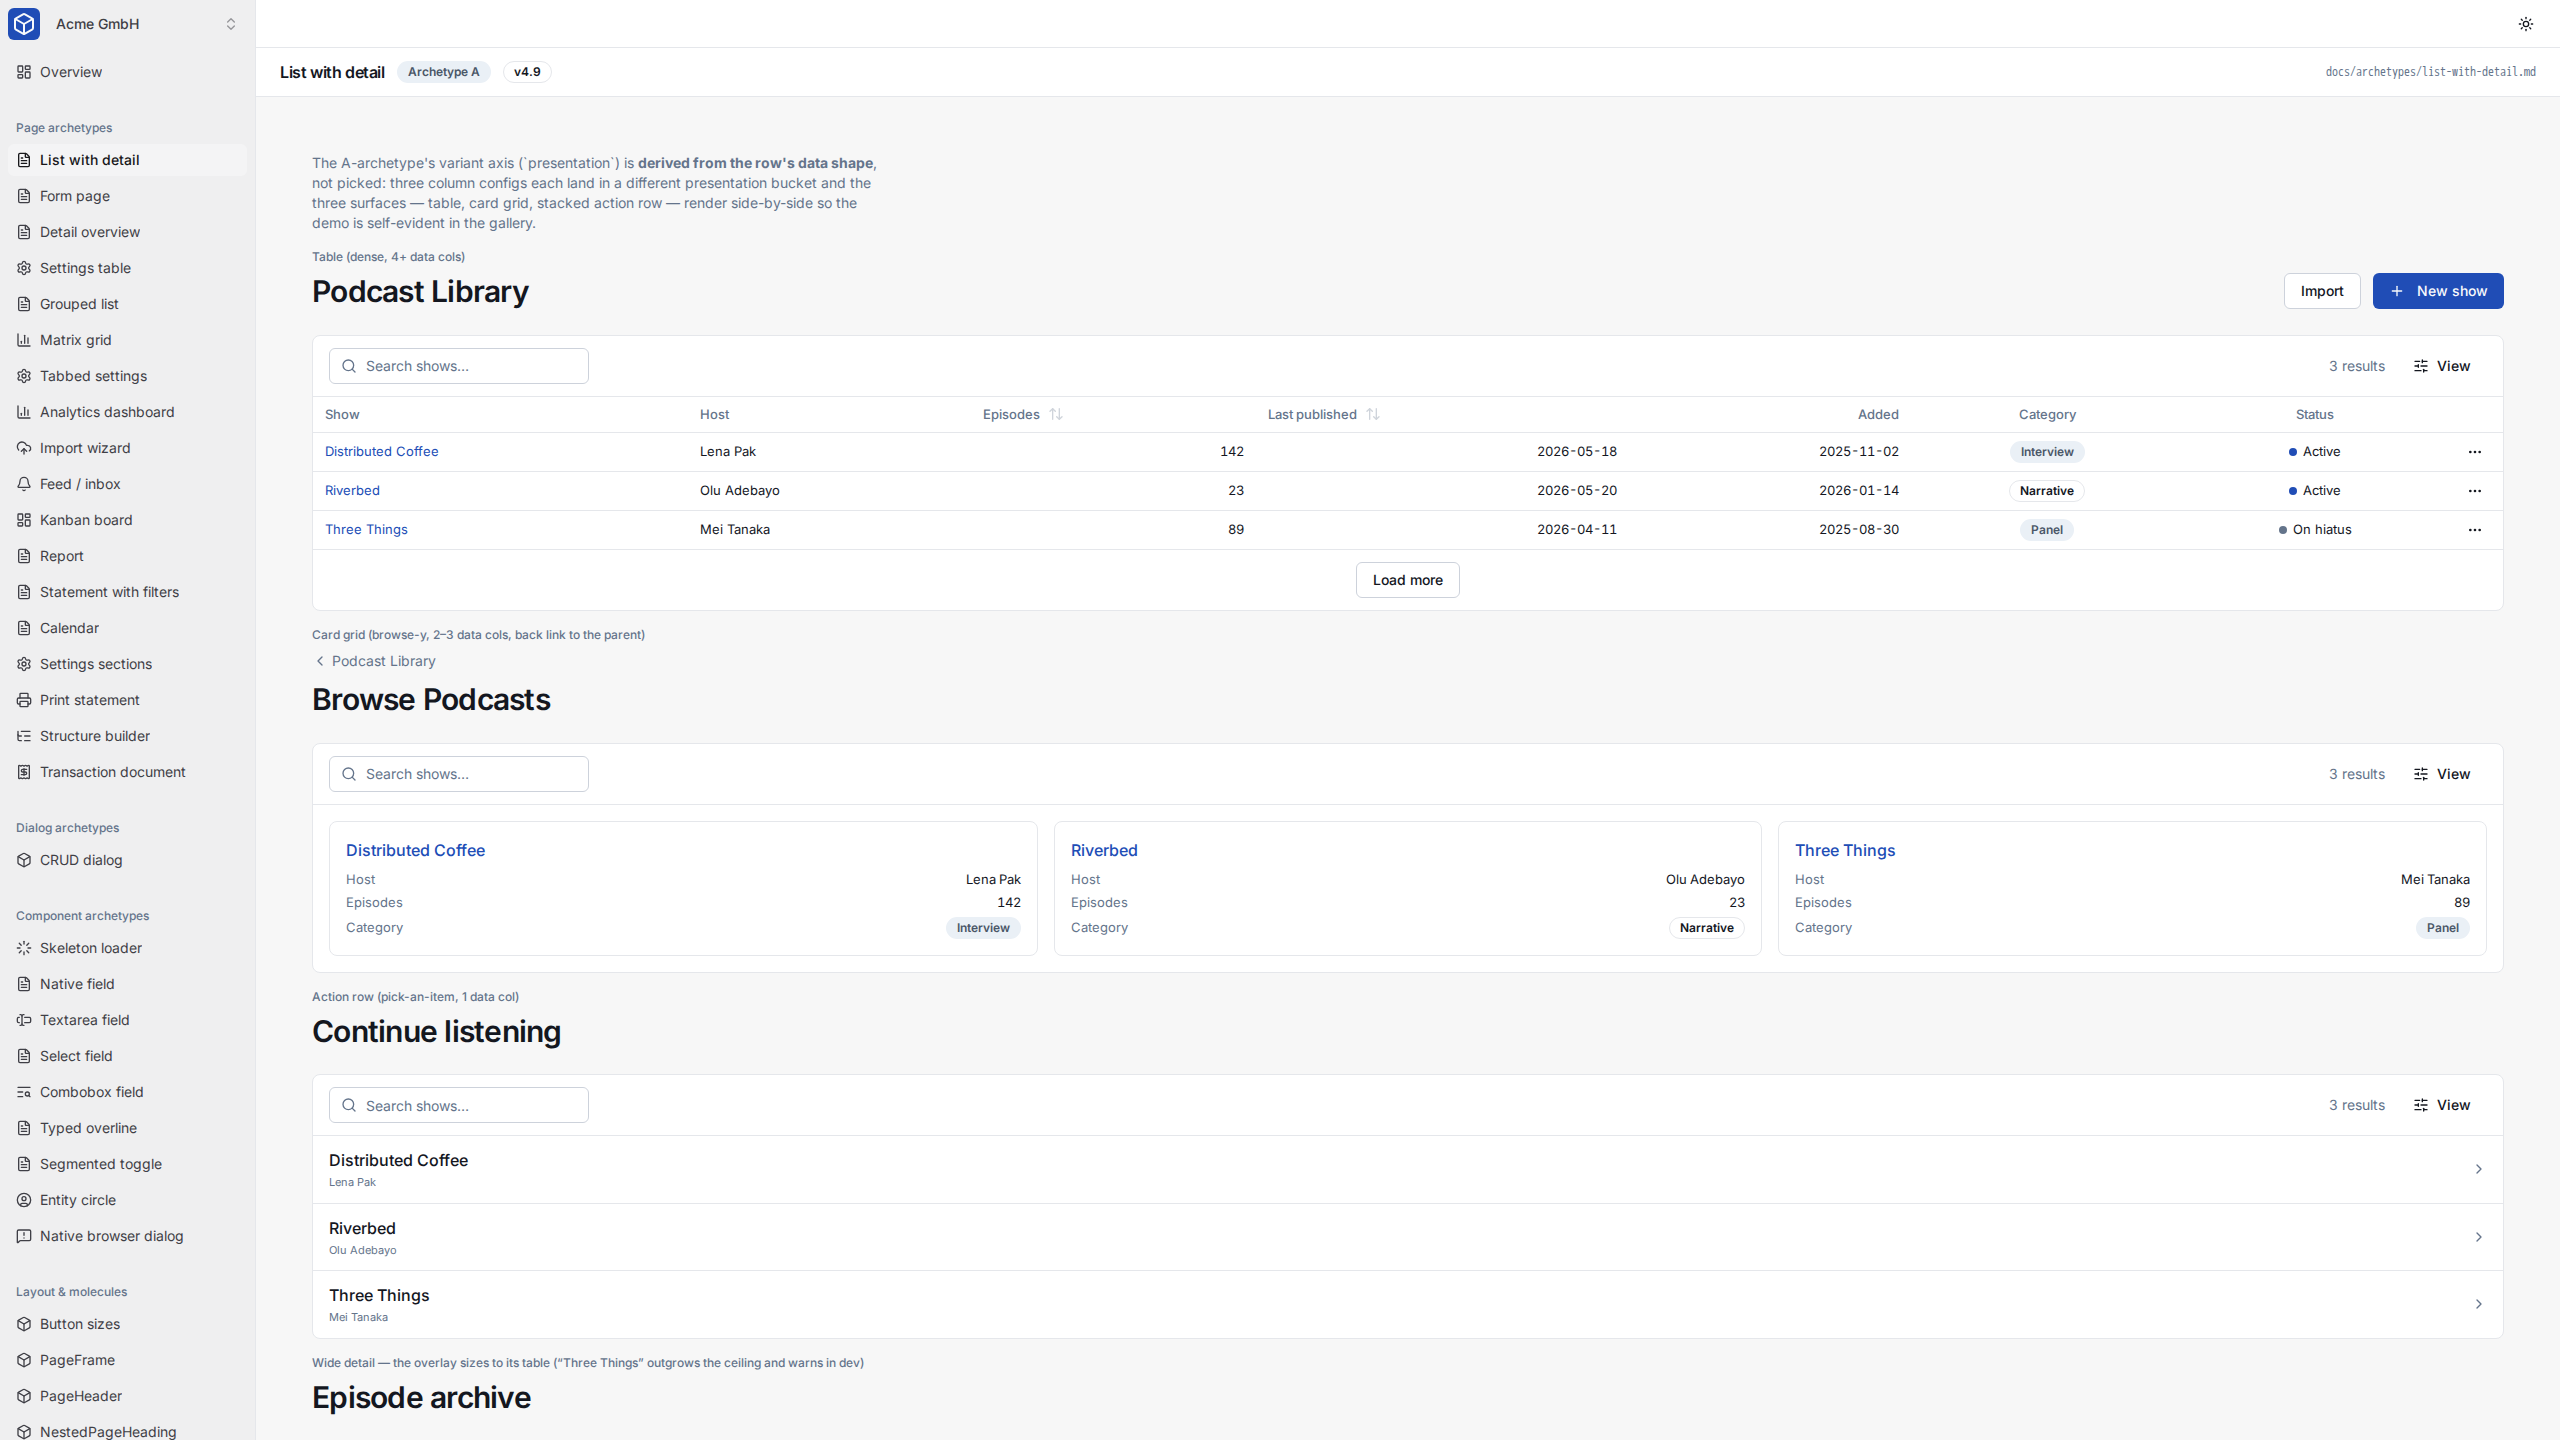 Acme GmbH
Overview
Page archetypes
List with detail
Form page
Detail overview
Settings table
Grouped list
Matrix grid
Tabbed settings
Analytics dashboard
Import wizard
Feed / inbox
Kanban board
Report
Statement with filters
Calendar
Settings sections
Print statement
Structure builder
Transaction document
Dialog archetypes
CRUD dialog
Component archetypes
Skeleton loader
Native field
Textarea field
Select field
Combobox field
Typed overline
Segmented toggle
Entity circle
Native browser dialog
Layout & molecules
Button sizes
PageFrame
PageHeader
NestedPageHeading
List with detail Archetype A v4.9 docs/archetypes/list-with-detail.md
The A-archetype's variant axis (`presentation`) is derived from the row's data shape,
not picked: three column configs each land in a different presentation bucket and the
three surfaces — table, card grid, stacked action row — render side-by-side so the
demo is self-evident in the gallery.
Table (dense, 4+ data cols)
Podcast Library Import New show
Search shows... 3 results View
Show Host Episodes Last published Added Category Status
Distributed Coffee Lena Pak 142 2026-05-18 2025-11-02 Interview Active
Riverbed Olu Adebayo 23 2026-05-20 2026-01-14 Narrative Active
Three Things Mei Tanaka 89 2026-04-11 2025-08-30 Panel On hiatus
Load more
Card grid (browse-y, 2–3 data cols, back link to the parent)
Podcast Library
Browse Podcasts
Search shows... 3 results View
Distributed Coffee
Host Lena Pak
Episodes 142
Category Interview
Riverbed
Host Olu Adebayo
Episodes 23
Category Narrative
Three Things
Host Mei Tanaka
Episodes 89
Category Panel
Action row (pick-an-item, 1 data col)
Continue listening
Search shows... 3 results View
Distributed Coffee
Lena Pak
Riverbed
Olu Adebayo
Three Things
Mei Tanaka
Wide detail — the overlay sizes to its table (“Three Things” outgrows the ceiling and warns in dev)
Episode archive